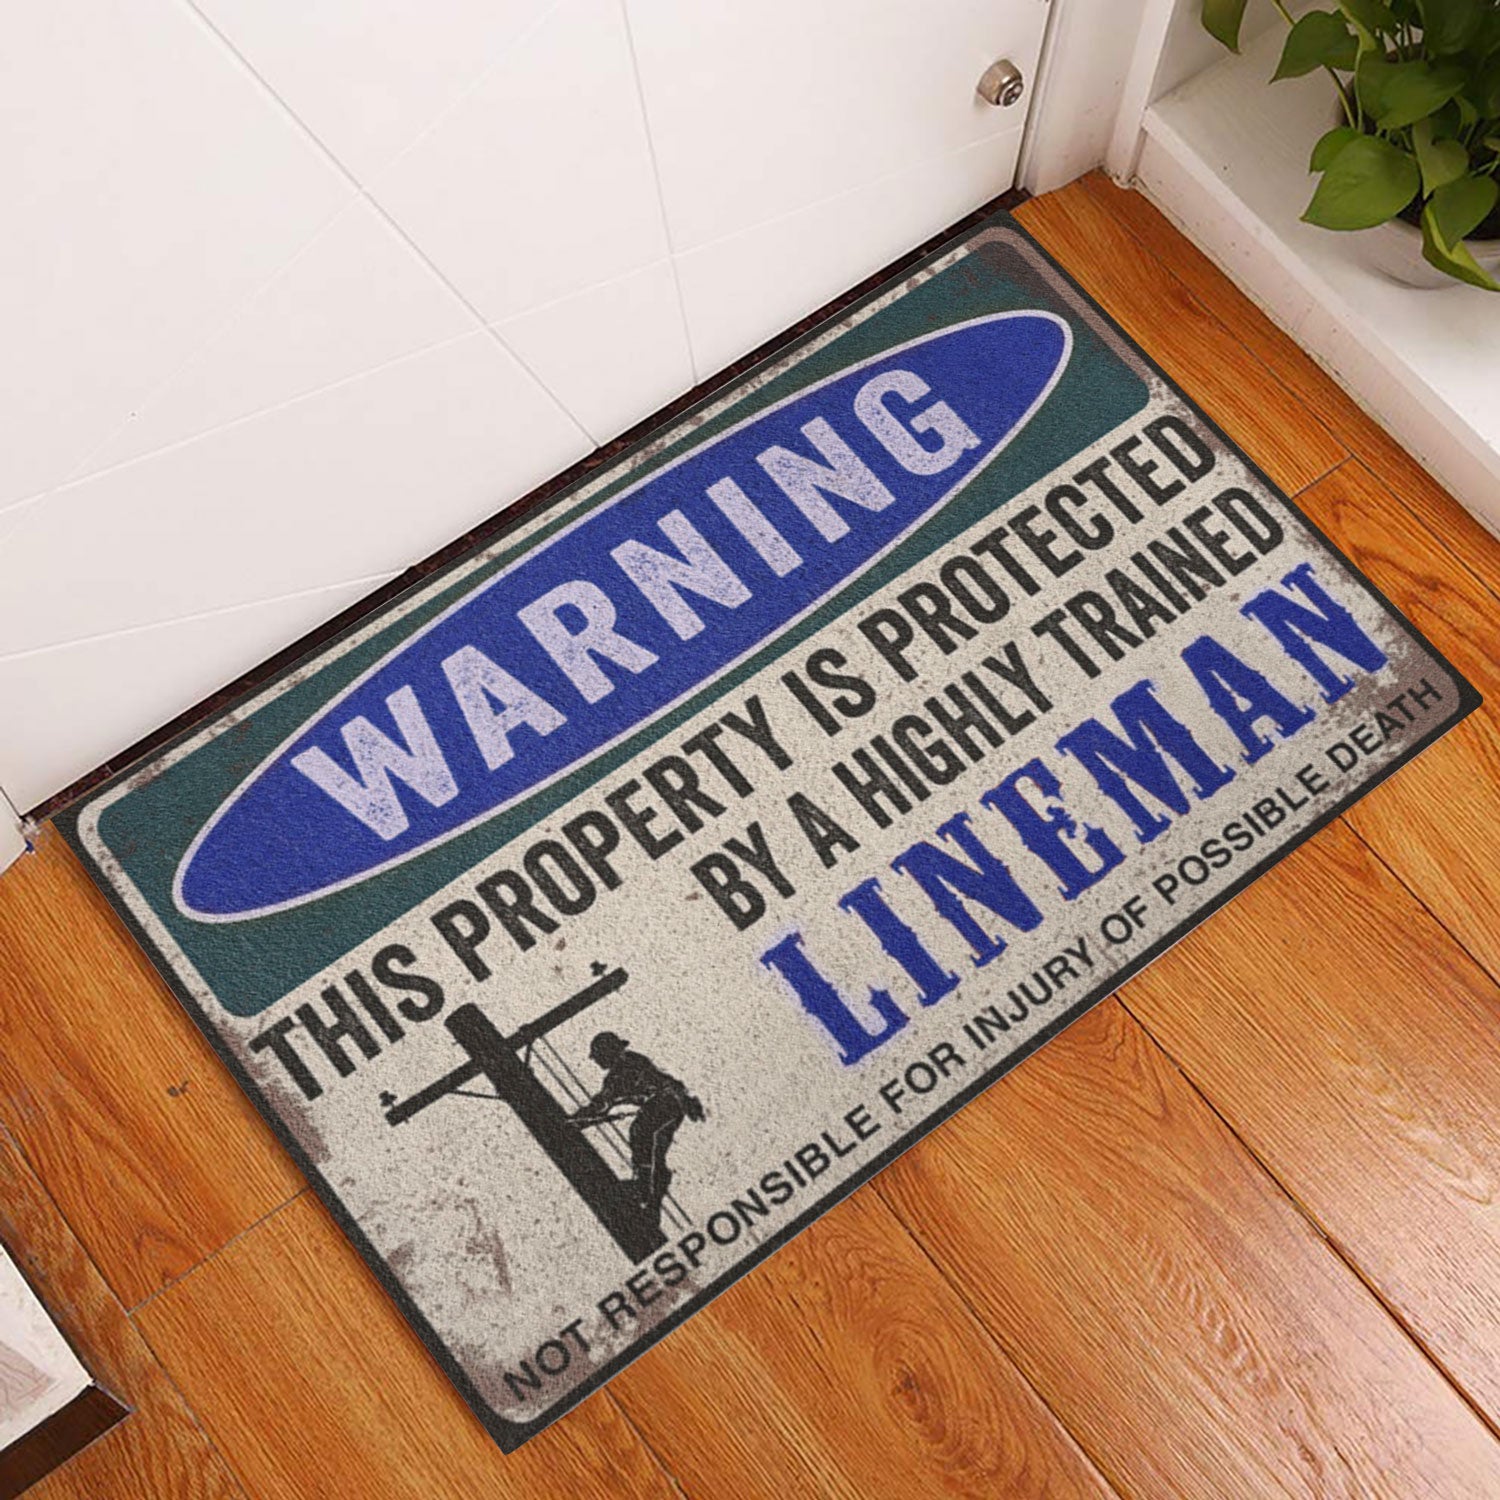 WARNING
THIS PROPERTY IS PROTECTED
BY A HIGHLY TRAINED
LINEMAN
NOT RESPONSIBLE FOR INJURY OF POSSIBLE DEATH